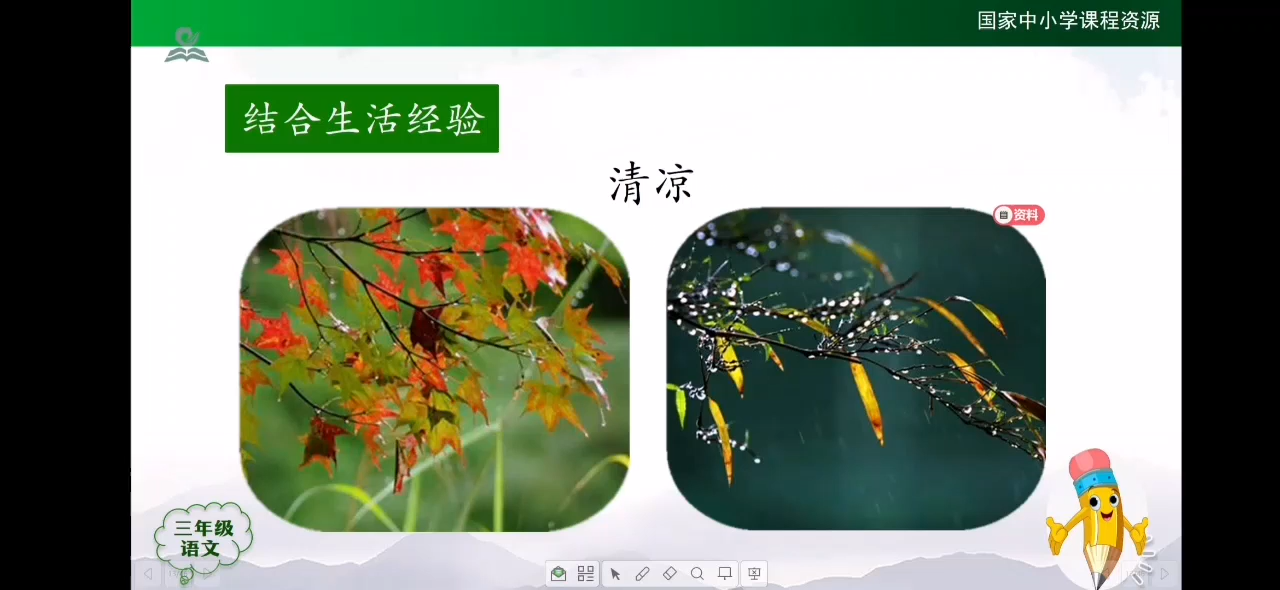 国家中小学课程资源
结合生活经验
清凉
资料
三年级
语文